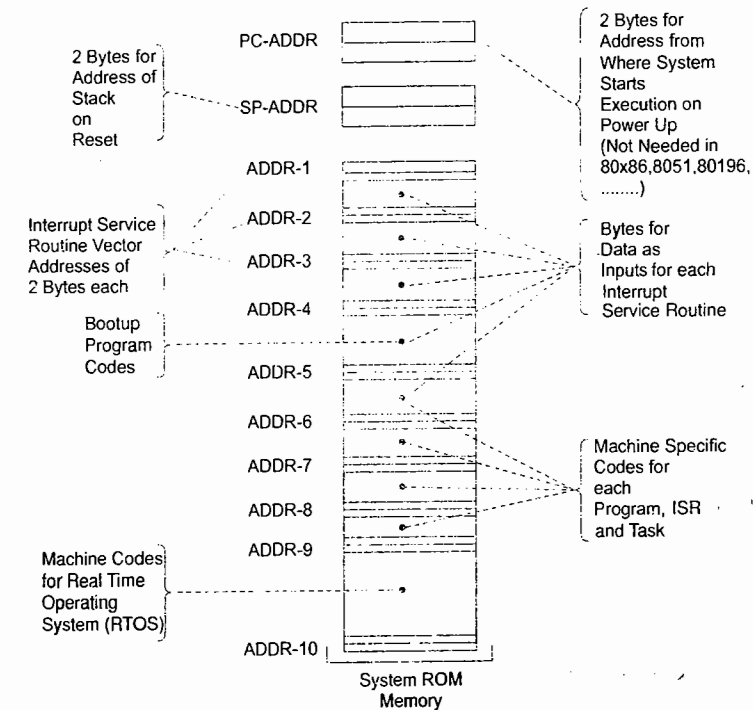 2 Bytes for
Address of
Stack
on
Reset
PC-ADDR
SP-ADDR
2 Bytes for
Address from
Where System
Starts
Execution on
Power Up
(Not Needed in
80x86,8051,80196,
........)
Interrupt Service
Routine Vector
Addresses of
2 Bytes each
Bootup
Program
Codes
ADDR-1
ADDR-2
ADDR-3
ADDR-4
ADDR-5
ADDR-6
ADDR-7
ADDR-8
ADDR-9
ADDR-10
Bytes for
Data as
Inputs for each
Interrupt
Service Routine
Machine Specific
Codes for
each
Program, ISR
and Task
Machine Codes
for Real Time
Operating
System (RTOS)
System ROM
Memory